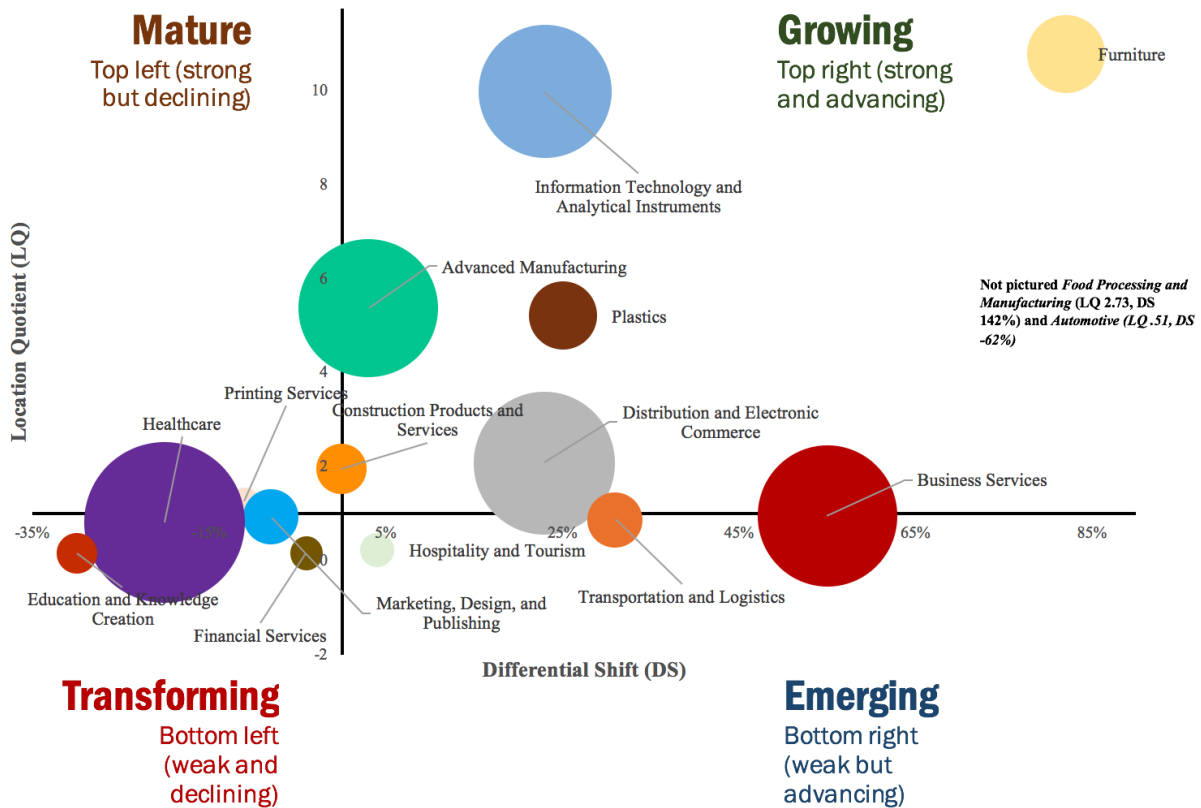 Mature
Top left (strong
but declining)
Growing
Top right (strong
and advancing)
Furniture
10
8
Information Technology and
Analytical Instruments
Location Quotient (LQ)
6
Advanced Manufacturing
Plastics
Not pictured Food Processing and
Manufacturing (LQ 2.73, DS
142%) and Automotive (LQ .51, DS
-62%)
4
Printing Services
Construction Products and
Services
Healthcare
Distribution and Electronic
Commerce
2
Business Services
-35%
-15%
5%
25%
45%
65%
85%
0
Hospitality and Tourism
Education and Knowledge
Creation
Marketing, Design, and
Publishing
Transportation and Logistics
Financial Services
-2
Differential Shift (DS)
Transforming
Bottom left
(weak and
declining)
Emerging
Bottom right
(weak but
advancing)